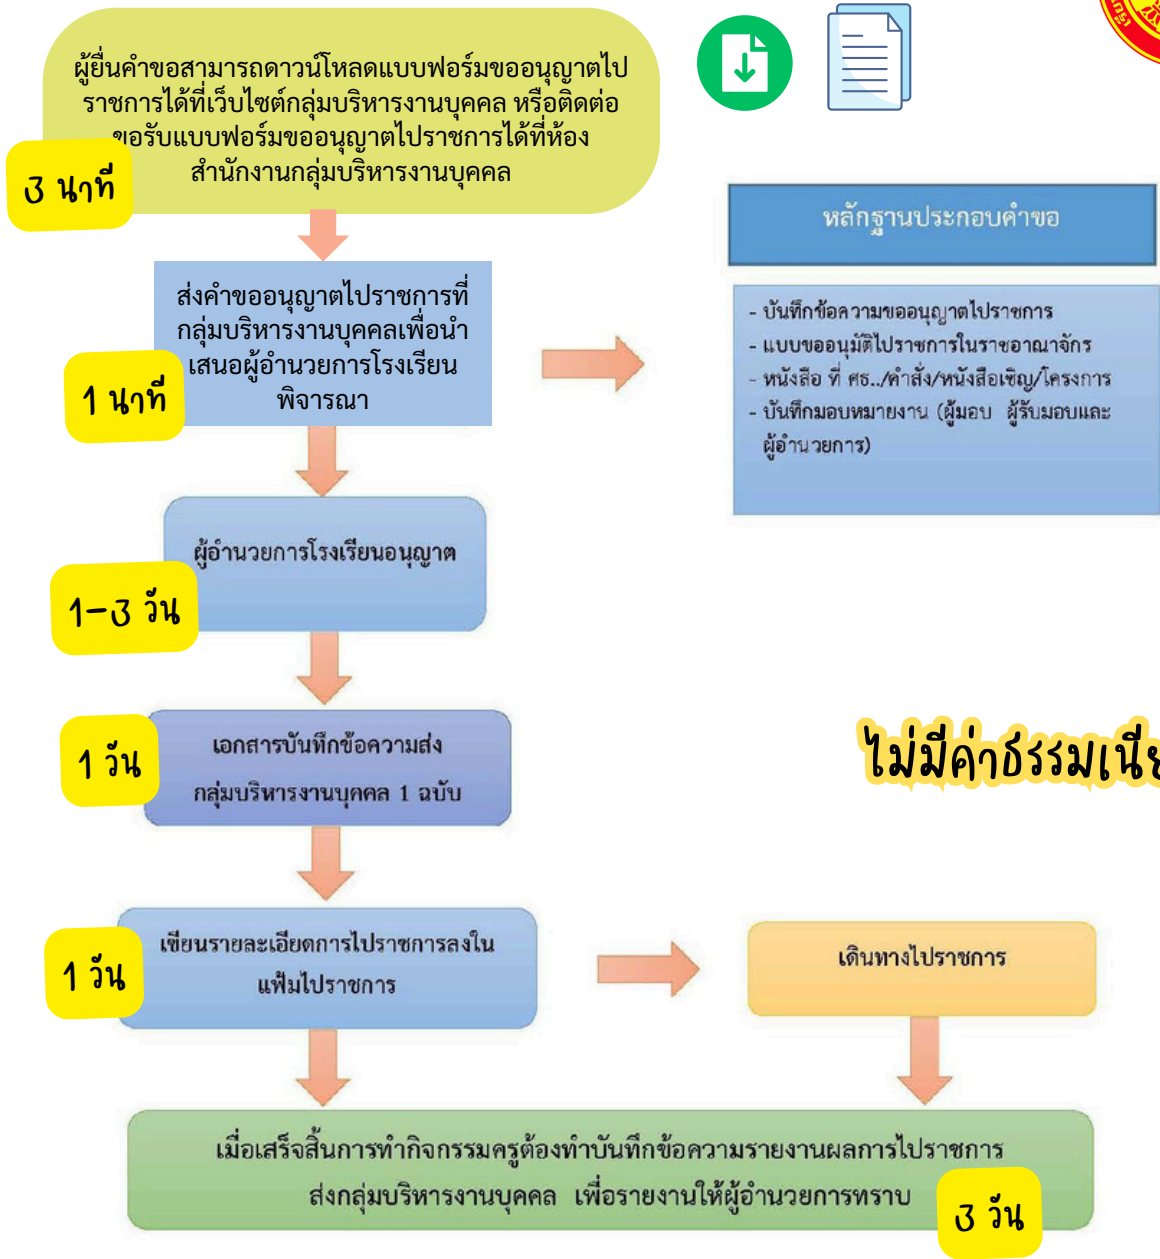 ผู้ยื่นคำขอสามารถดาวน์โหลดแบบฟอร์มขออนุญาตไป
ราชการได้ที่เว็บไซต์กลุ่มบริหารงานบุคคล หรือติดต่อ
ขอรับแบบฟอร์มขออนุญาตไปราชการได้ที่ห้อง
สำนักงานกลุ่มบริหารงานบุคคล
3 นาที
ส่งคำขออนุญาตไปราชการที่
กลุ่มบริหารงานบุคคลเพื่อนำ
เสนอผู้อำนวยการโรงเรียน
พิจารณา
1 นาที
หลักฐานประกอบคำขอ
- บันทึกข้อความขออนุญาตไปราชการ
- แบบขออนุมัติไปราชการในราชอาณาจักร
- หนังสือ ที่ ศธ../คำสั่ง/หนังสือเชิญ/โครงการ
- บันทึกมอบหมายงาน (ผู้มอบ ผู้รับมอบและ
ผู้อำนวยการ)
ผู้อำนวยการโรงเรียนอนุญาต
1-3 วัน
เอกสารบันทึกข้อความส่ง
กลุ่มบริหารงานบุคคล 1 ฉบับ
1 วัน
ไม่มีค่าธรรมเนีย
เขียนรายละเอียดการไปราชการลงใน
แฟ้มไปราชการ
1 วัน
เดินทางไปราชการ
เมื่อเสร็จสิ้นการทำกิจกรรมครูต้องทำบันทึกข้อความรายงานผลการไปราชการ
ส่งกลุ่มบริหารงานบุคคล เพื่อรายงานให้ผู้อำนวยการทราบ
3 วัน